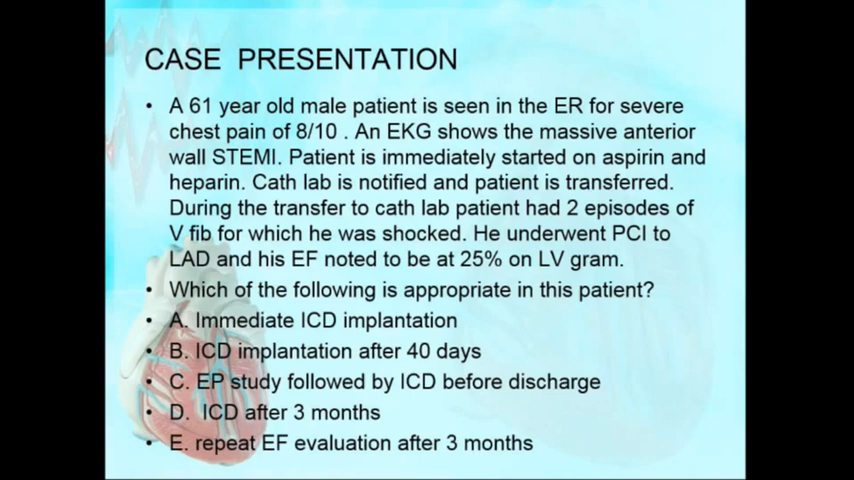 CASE PRESENTATION
• A 61 year old male patient is seen in the ER for severe
chest pain of 8/10 . An EKG shows the massive anterior
wall STEMI. Patient is immediately started on aspirin and
heparin. Cath lab is notified and patient is transferred.
During the transfer to cath lab patient had 2 episodes of
V fib for which he was shocked. He underwent PCI to
LAD and his EF noted to be at 25% on LV gram.
• Which of the following is appropriate in this patient?
• A. Immediate ICD implantation
• B. ICD implantation after 40 days
• C. EP study followed by ICD before discharge
• D. ICD after 3 months
• E. repeat EF evaluation after 3 months